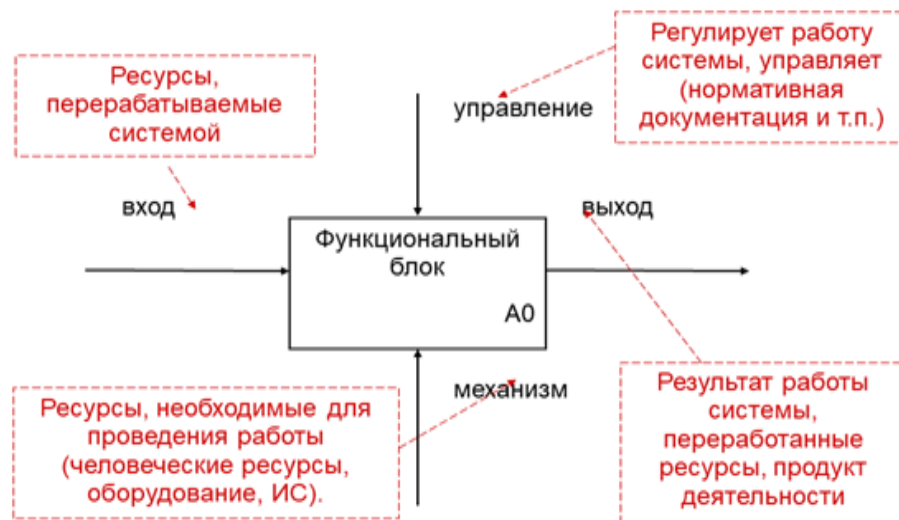 Ресурсы,
перерабатываемые
системой
Регулирует работу
системы, управляет
(нормативная
документация и т.п.)
управление
вход
выход
Функциональный
блок
A0
механизм
Ресурсы, необходимые для
проведения работы
(человеческие ресурсы,
оборудование, ИС).
Результат работы
системы,
переработанные
ресурсы, продукт
деятельности